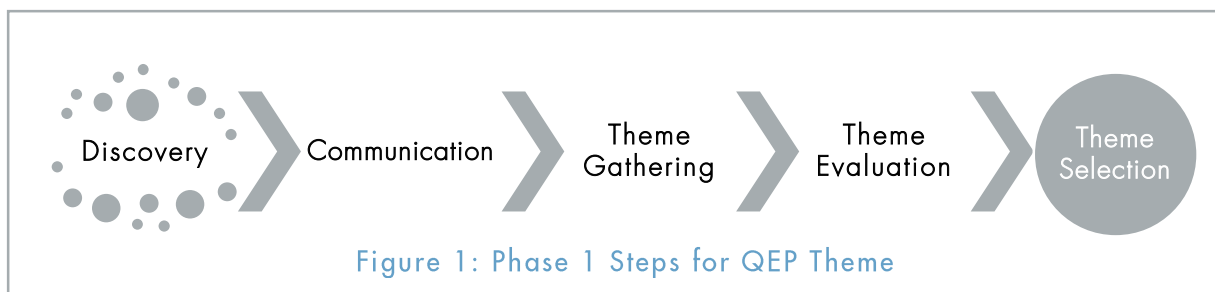 Discovery
Communication
Theme
Gathering
Theme
Evaluation
Theme
Selection
Figure 1: Phase 1 Steps for QEP Theme